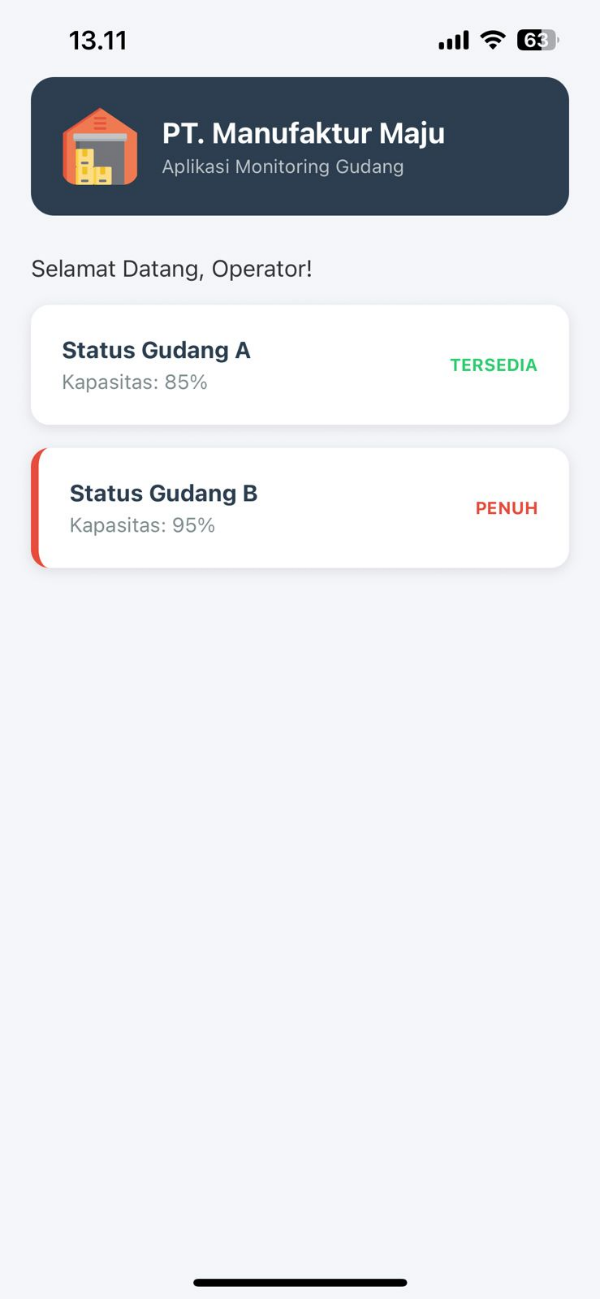 13.11
63
PT. Manufaktur Maju
Aplikasi Monitoring Gudang
Selamat Datang, Operator!
Status Gudang A
Kapasitas: 85%
TERSEDIA
Status Gudang B
Kapasitas: 95%
PENUH